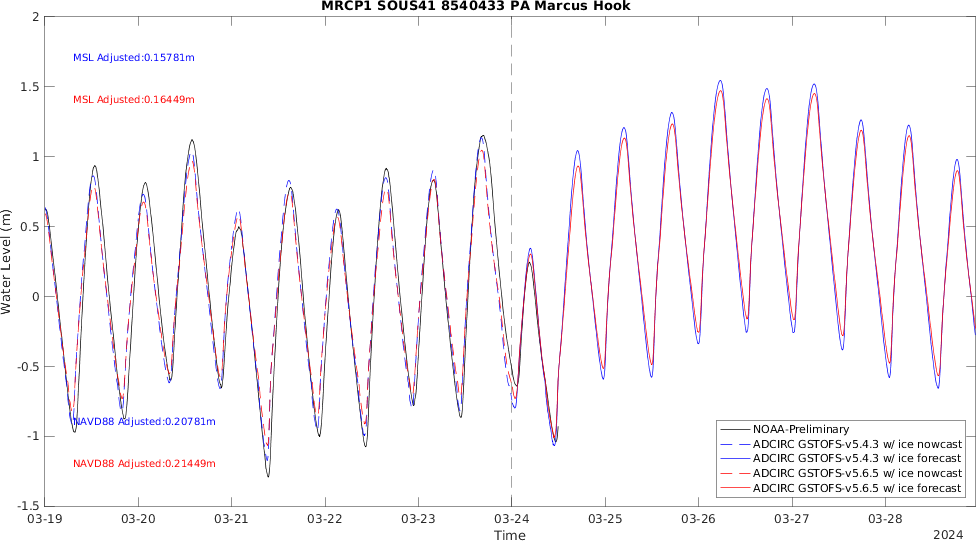 MRCP1 SOUS41 8540433 PA Marcus Hook
2
1.5
1
0.5
0
-0.5
-1
-1.5
Water Level (m)
MSL Adjusted:0.15781m
MSL Adjusted:0.16449m
NAVD88 Adjusted:0.20781m
NAVD88 Adjusted:0.21449m
NOAA-Preliminary
ADCIRC GSTOFS-v5.4.3 w/ ice nowcast
ADCIRC GSTOFS-v5.4.3 w/ ice forecast
ADCIRC GSTOFS-v5.6.5 w/ ice nowcast
ADCIRC GSTOFS-v5.6.5 w/ ice forecast
03-19 03-20 03-21 03-22 03-23 03-24 03-25 03-26 03-27 03-28
Time
2024